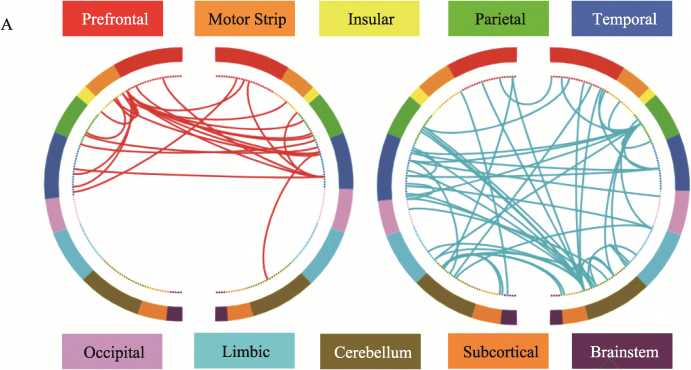 A
Prefrontal Motor Strip Insular Parietal Temporal
Occipital Limbic Cerebellum Subcortical Brainstem